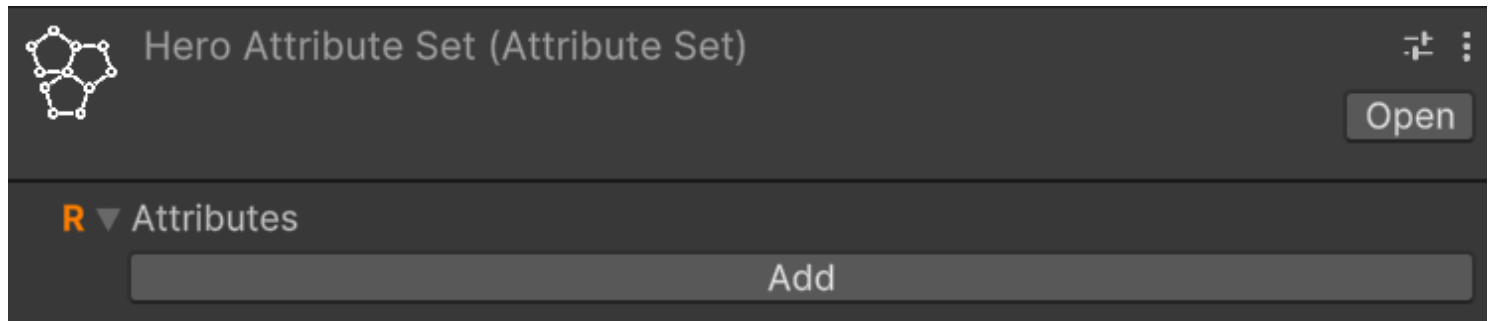 Hero Attribute Set (Attribute Set)
Open
R Attributes
Add